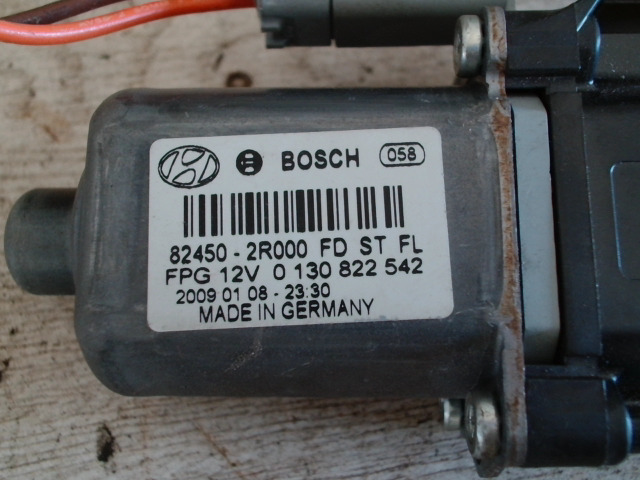 BOSCH 058
82450 - 2R000 FD ST FL
FPG 12V 0 130 822 542
2009 01 08 - 23:30
MADE IN GERMANY